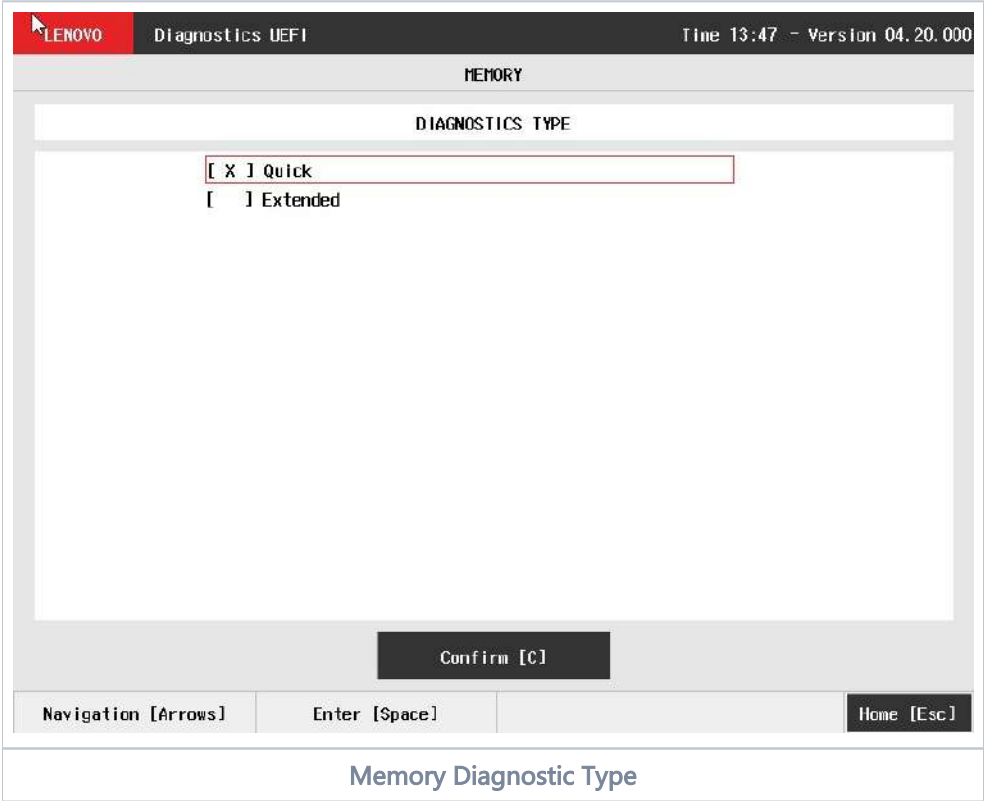 LENOVO Diagnostics UEFI Time 13:47 - Version 04.20.000
MEMORY
DIAGNOSTICS TYPE
[ X ] Quick
[   ] Extended
Confirm [C]
Navigation [Arrows] Enter [Space] Home [Esc]
Memory Diagnostic Type